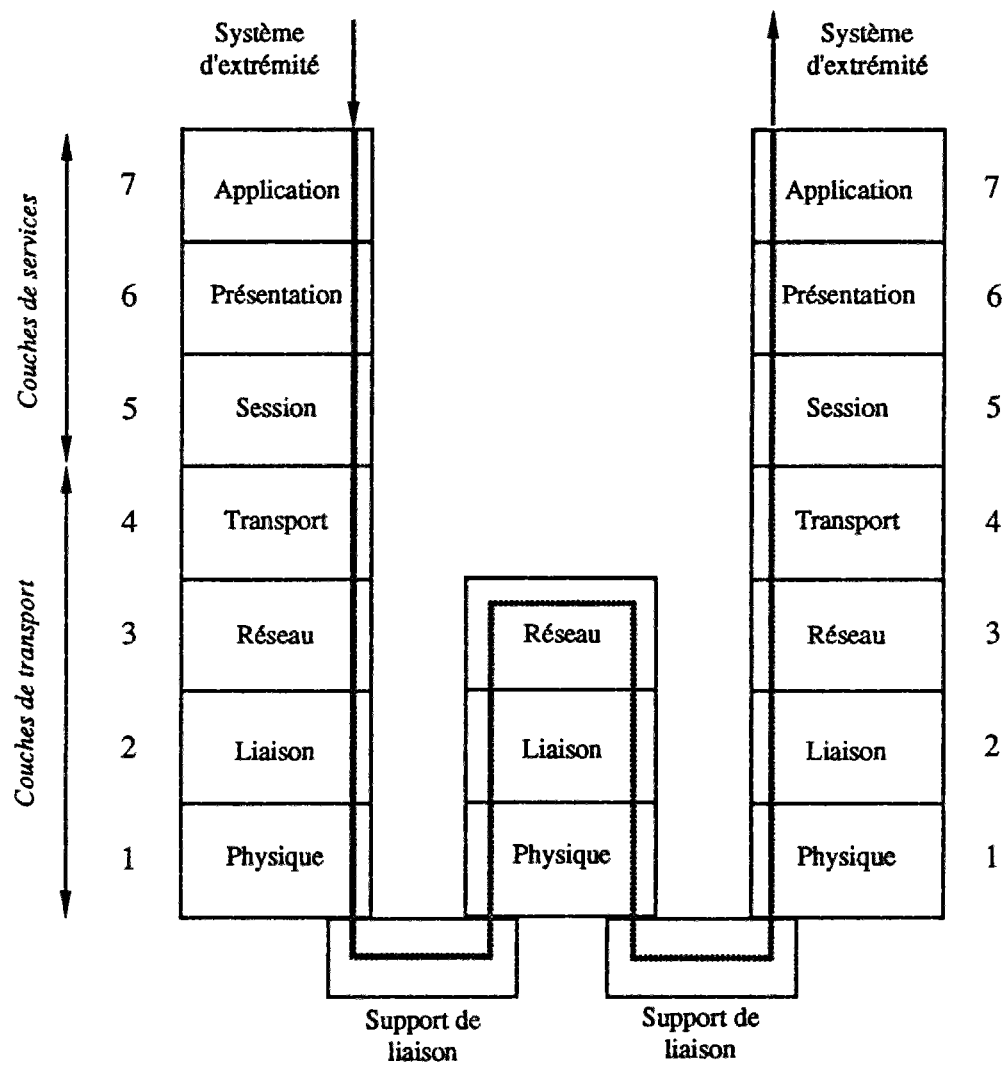 Système
d'extrémité
Système
d'extrémité
Couches de services
Couches de transport
7
Application
Application
7
6
Présentation
Présentation
6
5
Session
Session
5
4
Transport
Transport
4
3
Réseau
Réseau
Réseau
3
2
Liaison
Liaison
Liaison
2
1
Physique
Physique
Physique
1
Support de
liaison
Support de
liaison